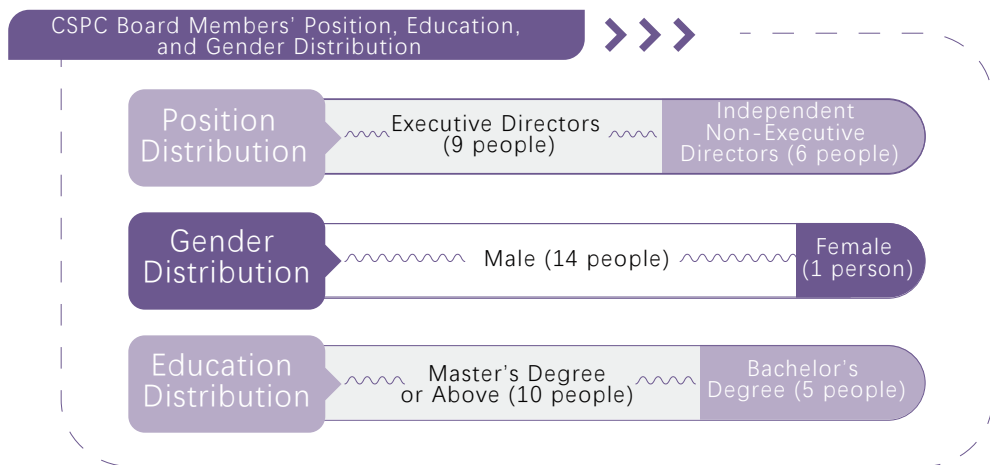 CSPC Board Members’ Position, Education,
and Gender Distribution
Position
Distribution
Executive Directors
(9 people)
Independent
Non-Executive
Directors (6 people)
Gender
Distribution
Male (14 people)
Female
(1 person)
Education
Distribution
Master’s Degree
or Above (10 people)
Bachelor’s
Degree (5 people)